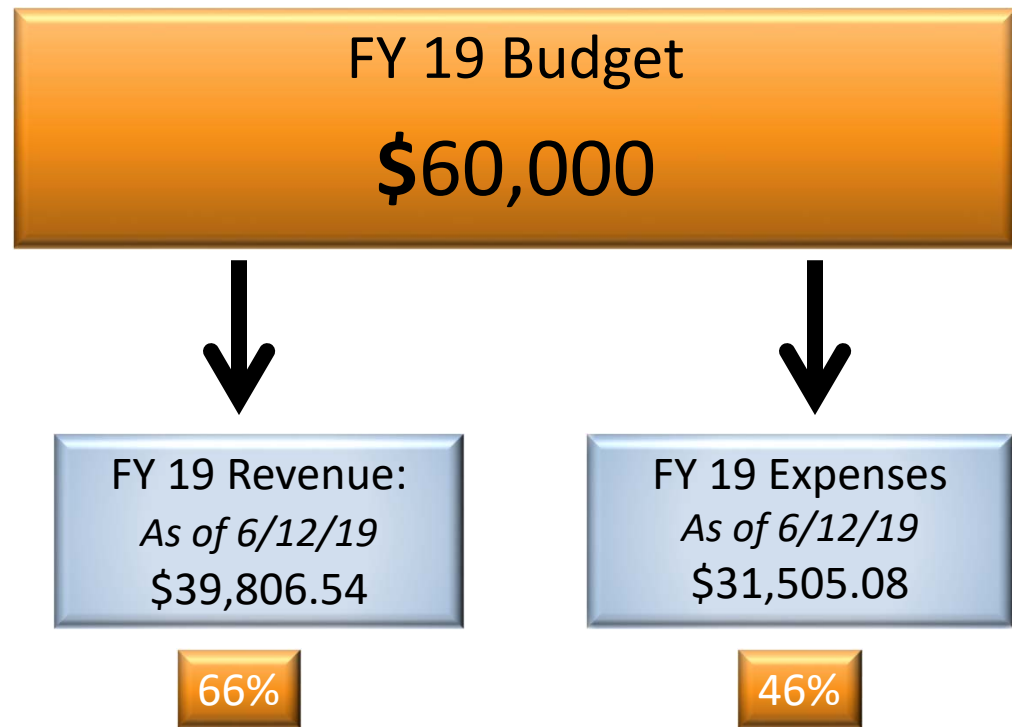 FY 19 Budget
$60,000
FY 19 Revenue:
As of 6/12/19
$39,806.54
66%
FY 19 Expenses
As of 6/12/19
$31,505.08
46%